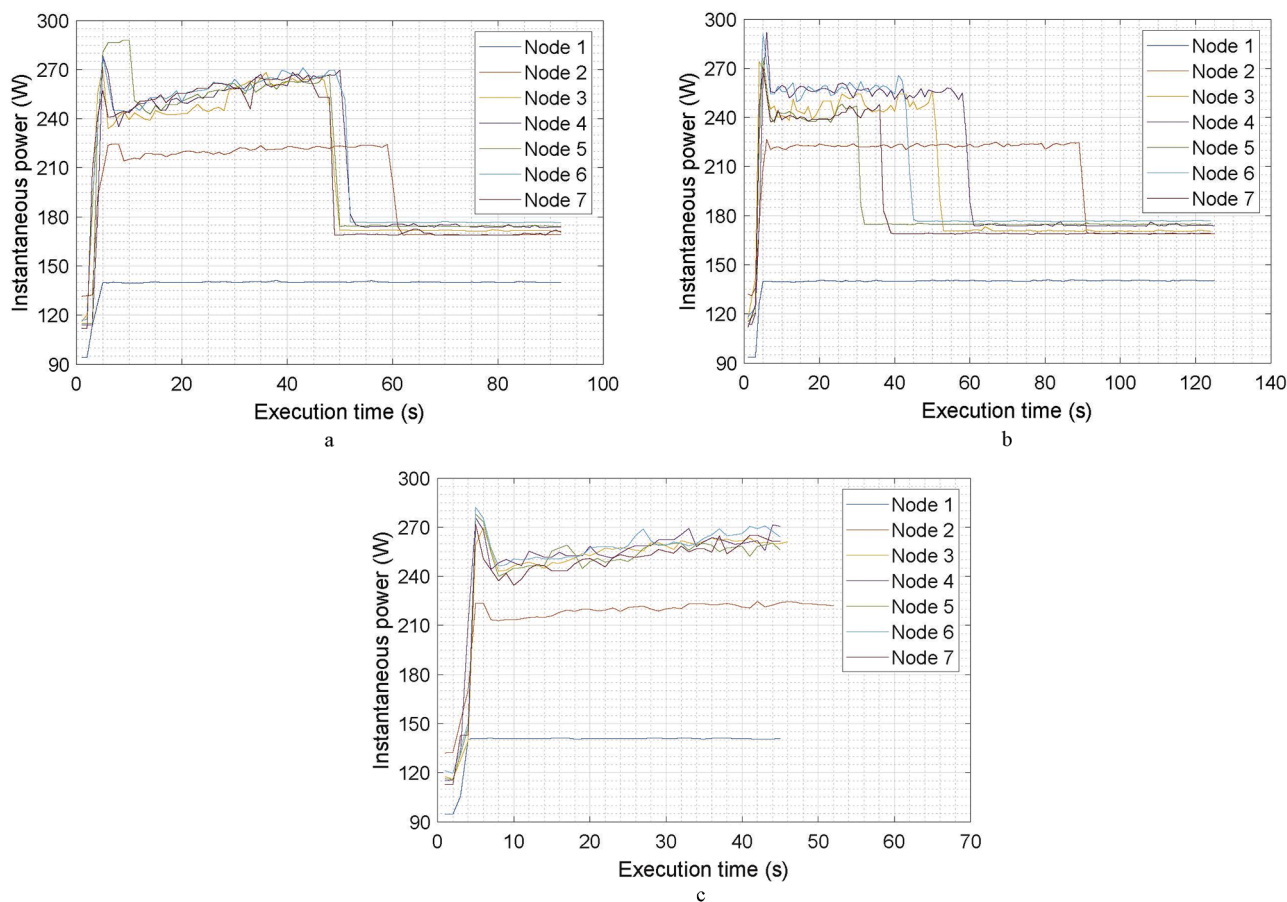 Instantaneous power (W)
300
270
240
210
180
150
120
90
0
20
40
60
80
100
Execution time (s)
Node 1
Node 2
Node 3
Node 4
Node 5
Node 6
Node 7
a
Instantaneous power (W)
300
270
240
210
180
150
120
90
0
20
40
60
80
100
120
140
Execution time (s)
Node 1
Node 2
Node 3
Node 4
Node 5
Node 6
Node 7
b
Instantaneous power (W)
300
270
240
210
180
150
120
90
0
10
20
30
40
50
60
70
Execution time (s)
Node 1
Node 2
Node 3
Node 4
Node 5
Node 6
Node 7
c